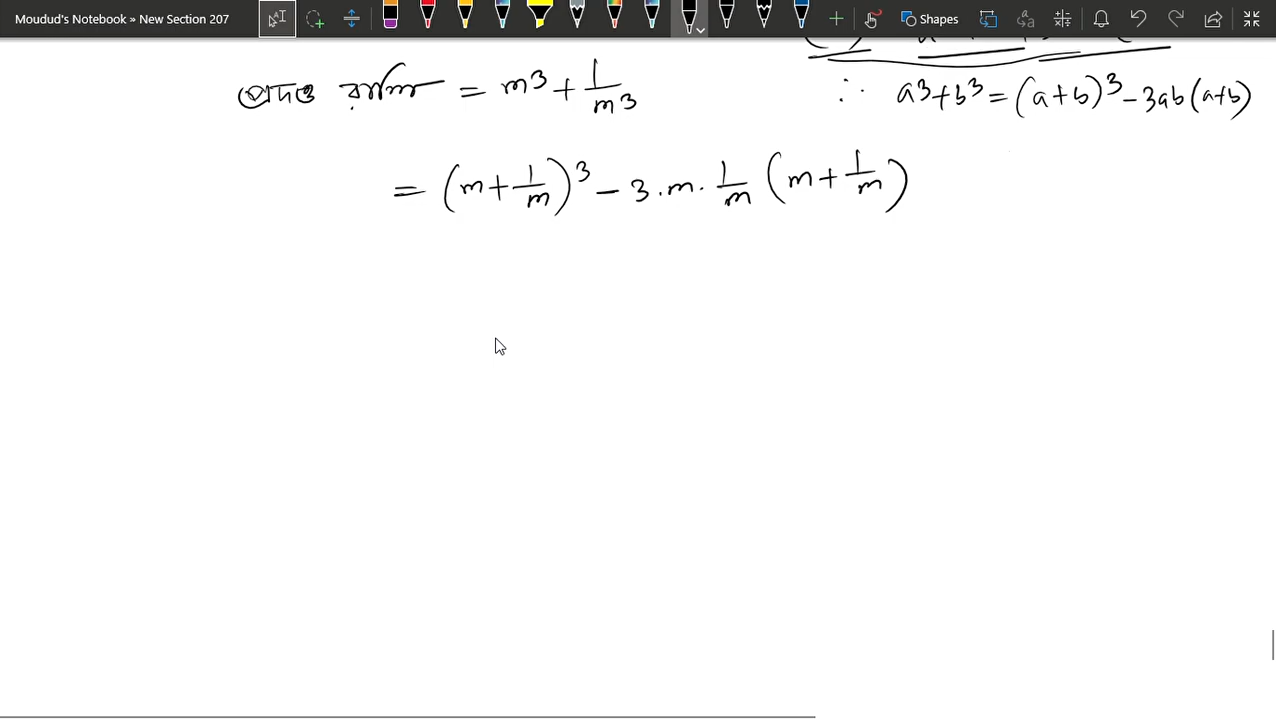 Moudud's Notebook » New Section 207
Shapes
প্রদত্ত রাশি = m³ + 1/m³
∴ a³+b³ = (a+b)³ - 3ab(a+b)
= (m + 1/m)³ - 3 . m . 1/m (m + 1/m)